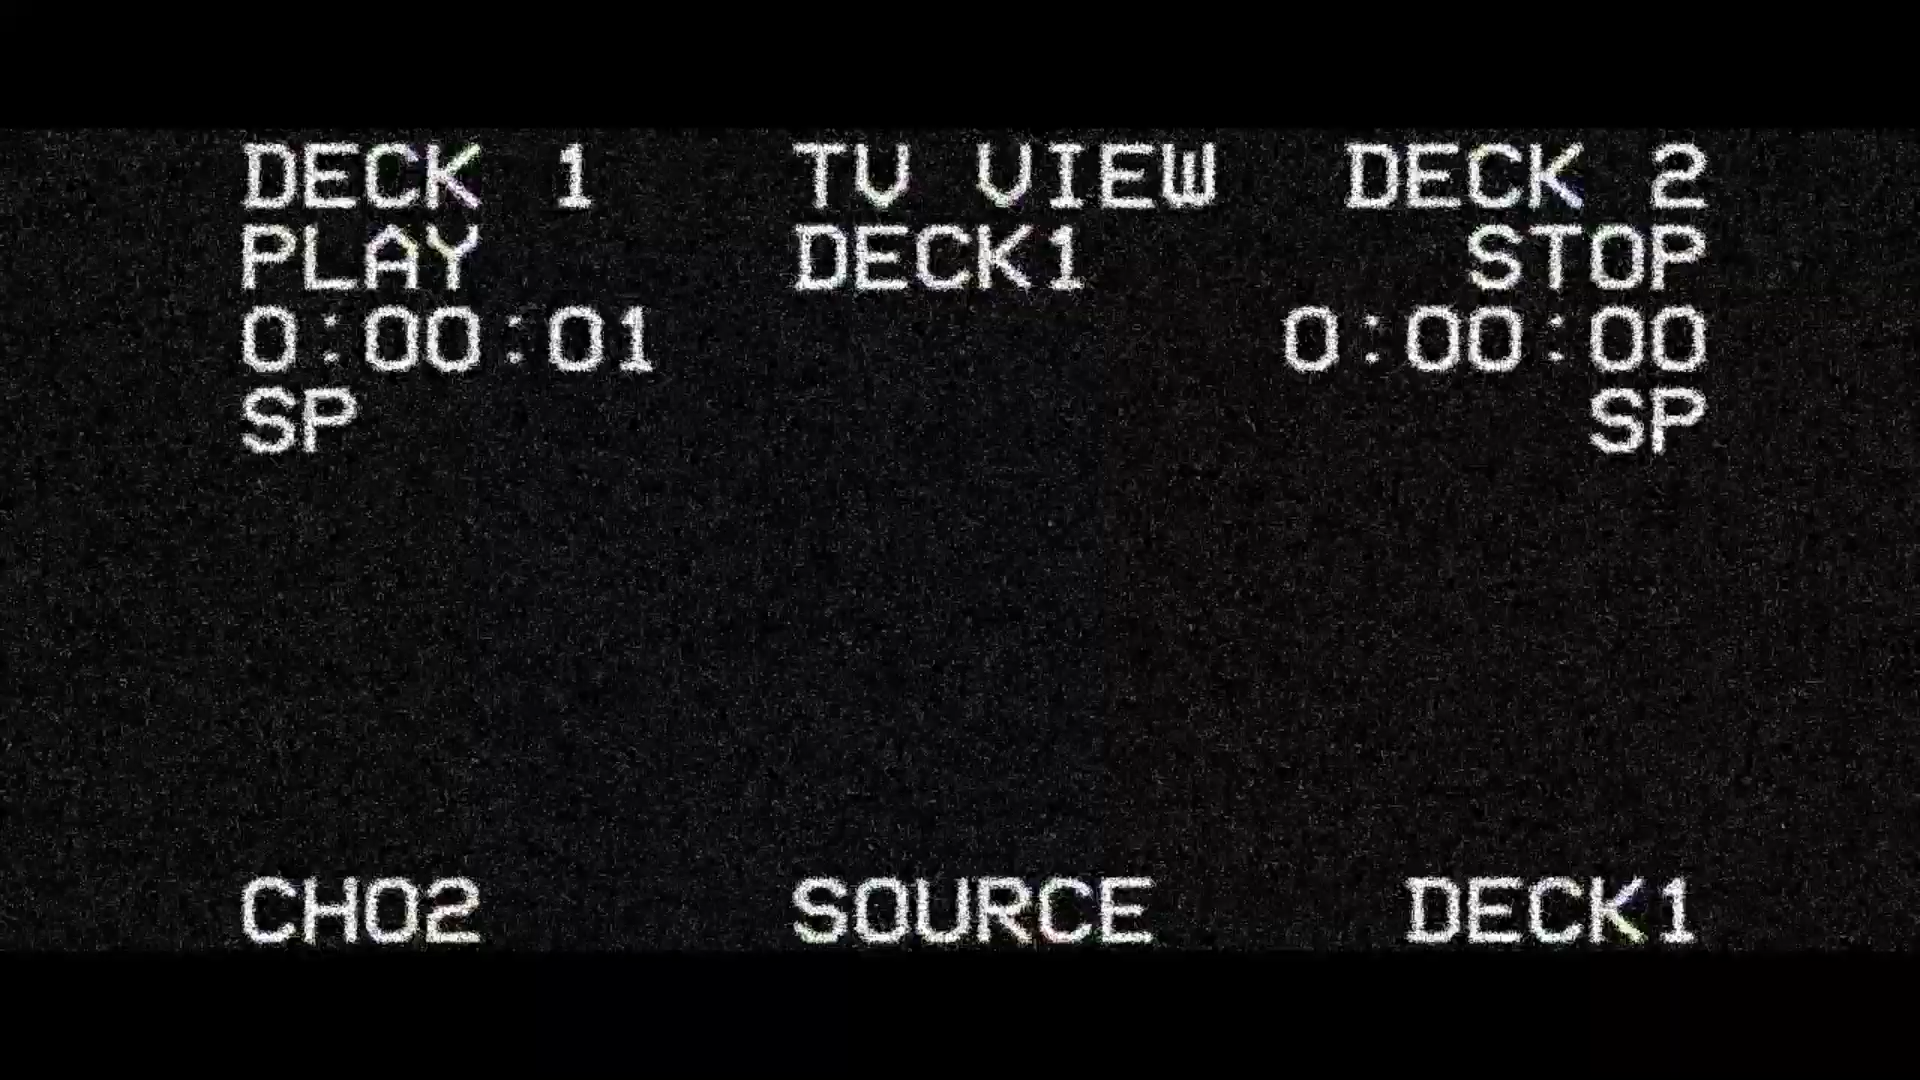 DECK 1 TV VIEW DECK 2
PLAY DECK1 STOP
0:00:01 0:00:00
SP SP
CH02 SOURCE DECK1